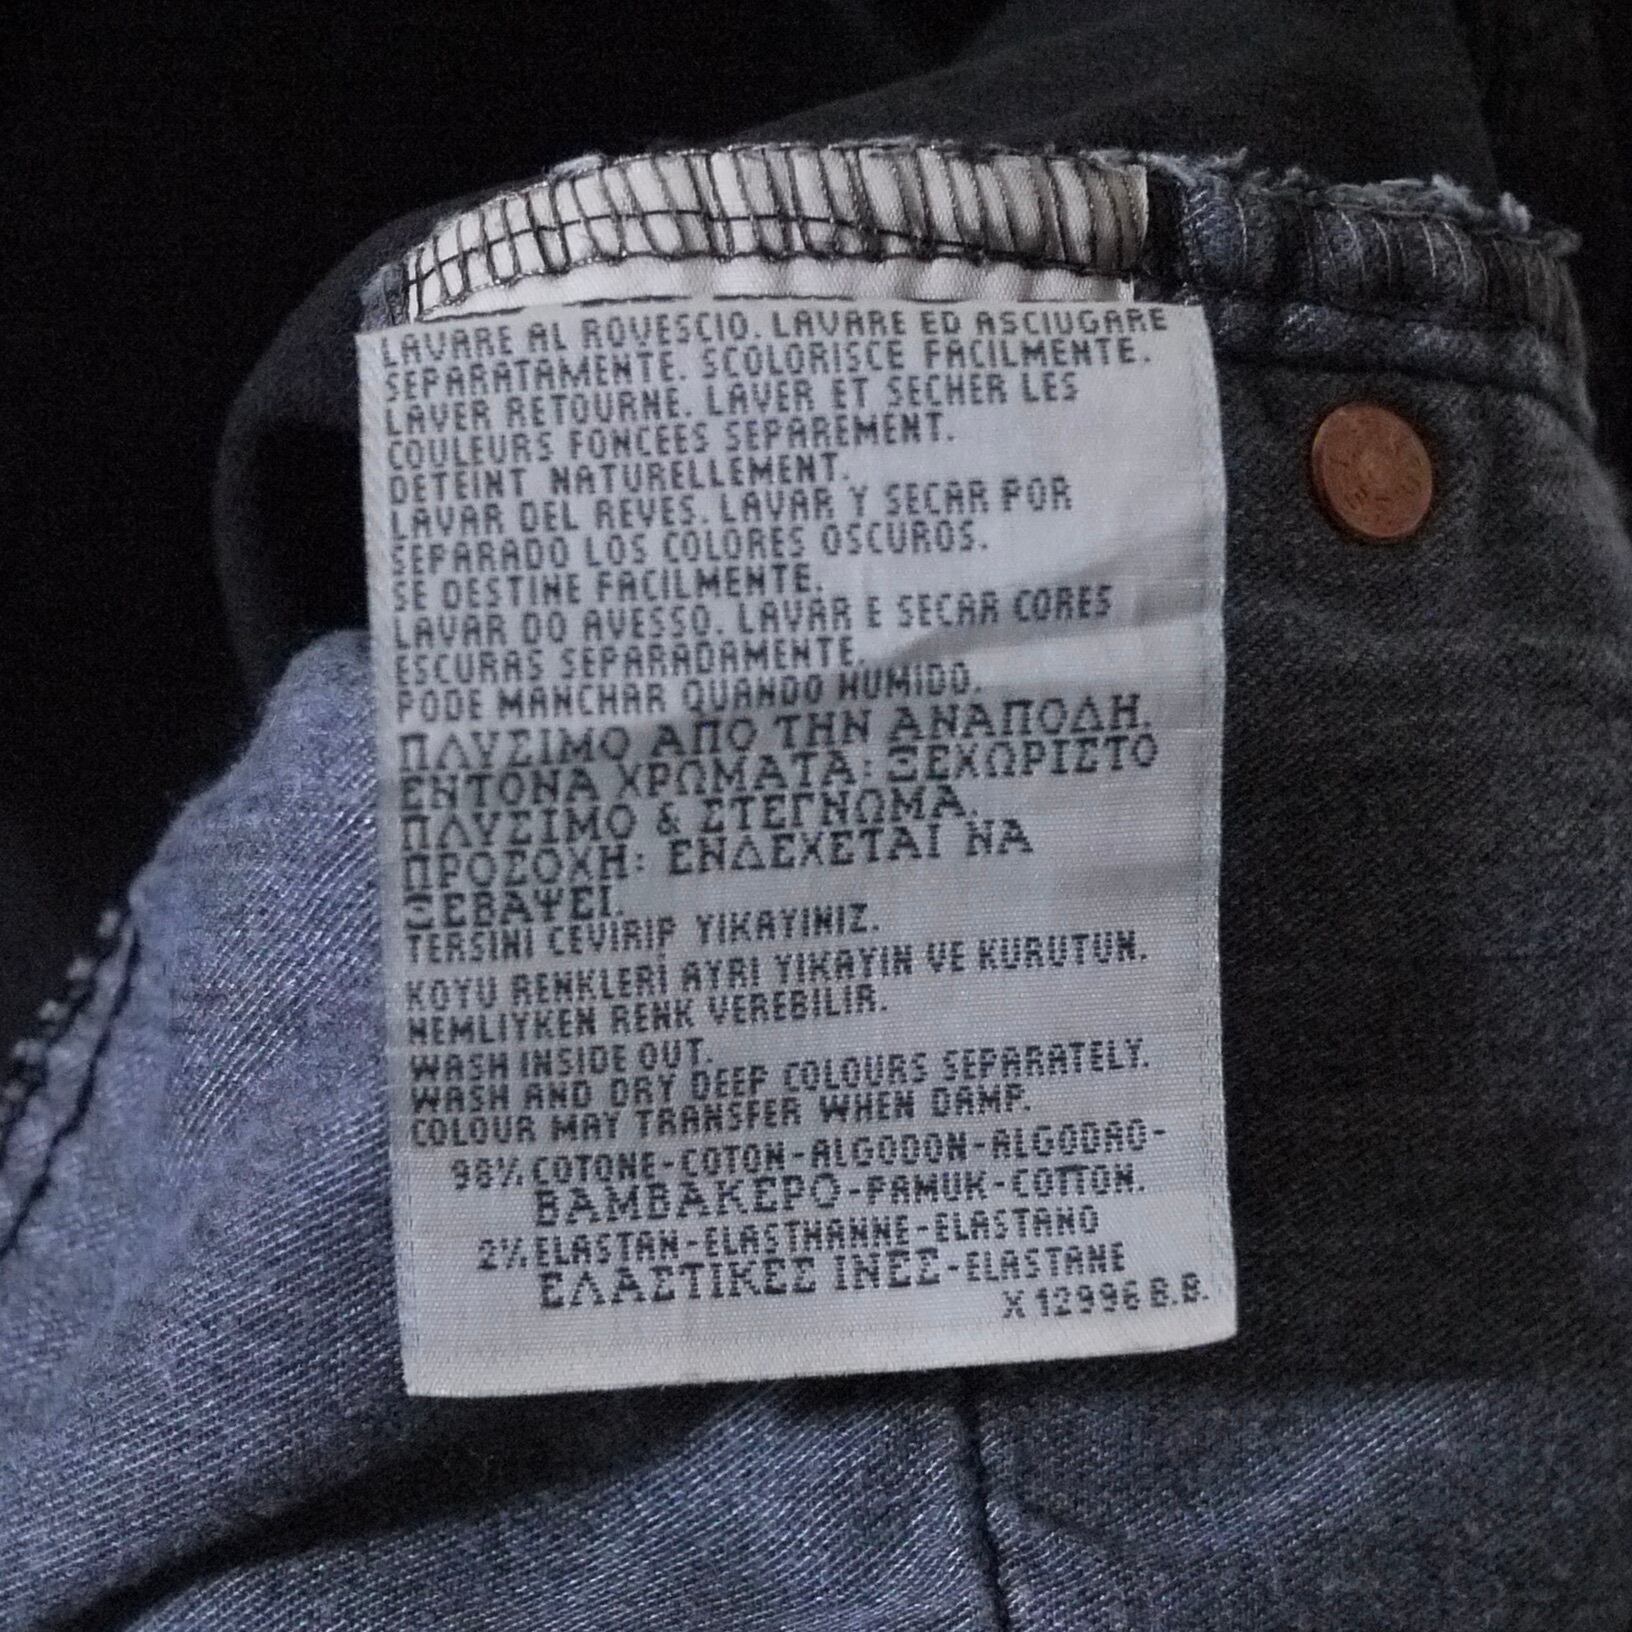 LAVARE AL ROVESCIO. LAVARE ED ASCIUGARE
SEPARATAMENTE. SCOLORISCE FACILMENTE.
LAVER RETOURNE. LAVER ET SECHER LES
COULEURS FONCEES SEPAREMENT.
DETEINT NATURELLEMENT.
LAVAR DEL REVES. LAVAR Y SECAR POR
SEPARADO LOS COLORES OSCUROS.
SE DESTINE FACILMENTE.
LAVAR DO AVESSO. LAVAR E SECAR CORES
ESCURAS SEPARADAMENTE.
PODE MANCHAR QUANDO HUMIDO.
ΠΛΥΣΙΜΟ ΑΠΟ ΤΗΝ ΑΝΑΠΟΔΗ.
ΕΝΤΟΝΑ ΧΡΩΜΑΤΑ: ΞΕΧΩΡΙΣΤΟ
ΠΛΥΣΙΜΟ & ΣΤΕΓΝΩΜΑ.
ΠΡΟΣΟΧΗ: ΕΝΔΕΧΕΤΑΙ ΝΑ
ΞΕΒΑΨΕΙ.
TERSINI CEVIRIP YIKAYINIZ.
KOYU RENKLERİ AYRI YIKAYIN VE KURUTUN.
NEMLIYKEN RENK VEREBILIR.
WASH INSIDE OUT.
WASH AND DRY DEEP COLOURS SEPARATELY.
COLOUR MAY TRANSFER WHEN DAMP.
98% COTONE-COTON-ALGODON-ALGODAO-
ΒΑΜΒΑΚΕΡΟ-PAMUK-COTTON.
2% ELASTAN-ELASTHANNE-ELASTANO
ΕΛΑΣΤΙΚΕΣ ΙΝΕΣ-ELASTANE
X 12996 B.B.